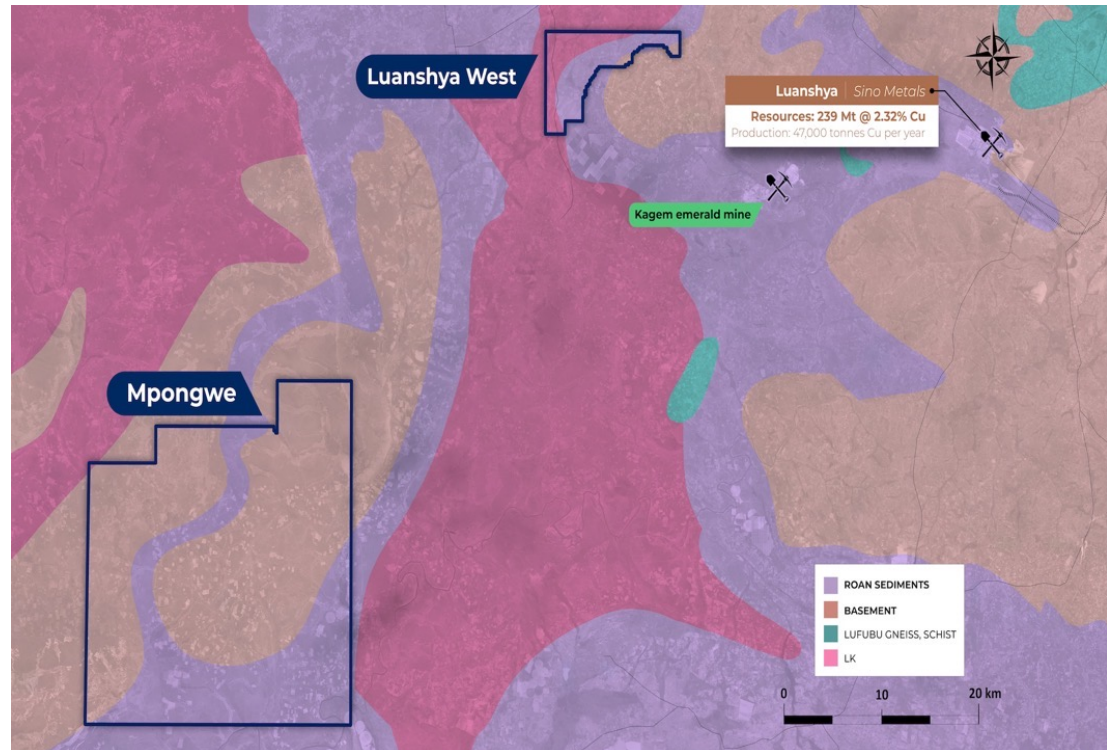 Luanshya West
Luanshya | Sino Metals
Resources: 239 Mt @ 2.32% Cu
Production: 47,000 tonnes Cu per year
Kagem emerald mine
Mpongwe
ROAN SEDIMENTS
BASEMENT
LUFUBU GNEISS, SCHIST
LK
0 10 20 km